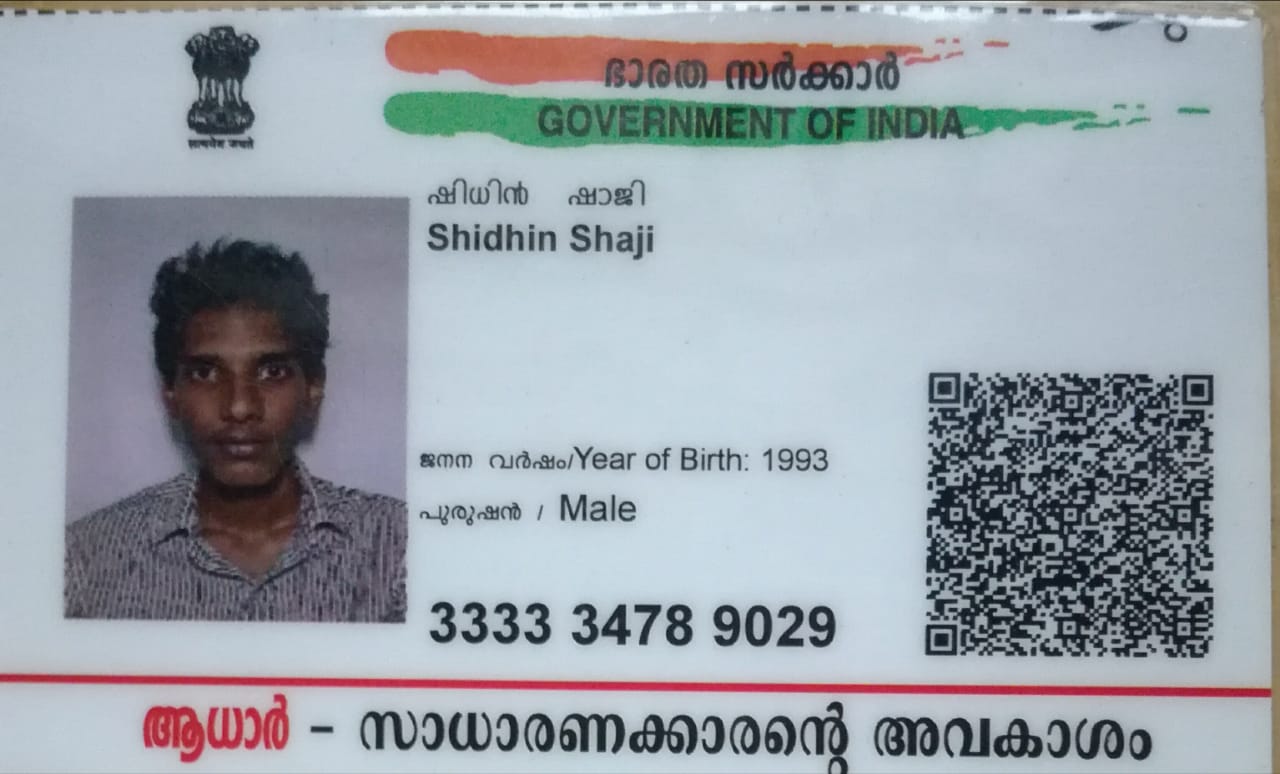 ഭാരത സർക്കാർ
GOVERNMENT OF INDIA
सत्यमेव जयते
ഷിധിൻ ഷാജി
Shidhin Shaji
ജനന വർഷം/Year of Birth: 1993
പുരുഷൻ / Male
3333 3478 9029
ആധാർ - സാധാരണക്കാരന്റെ അവകാശം